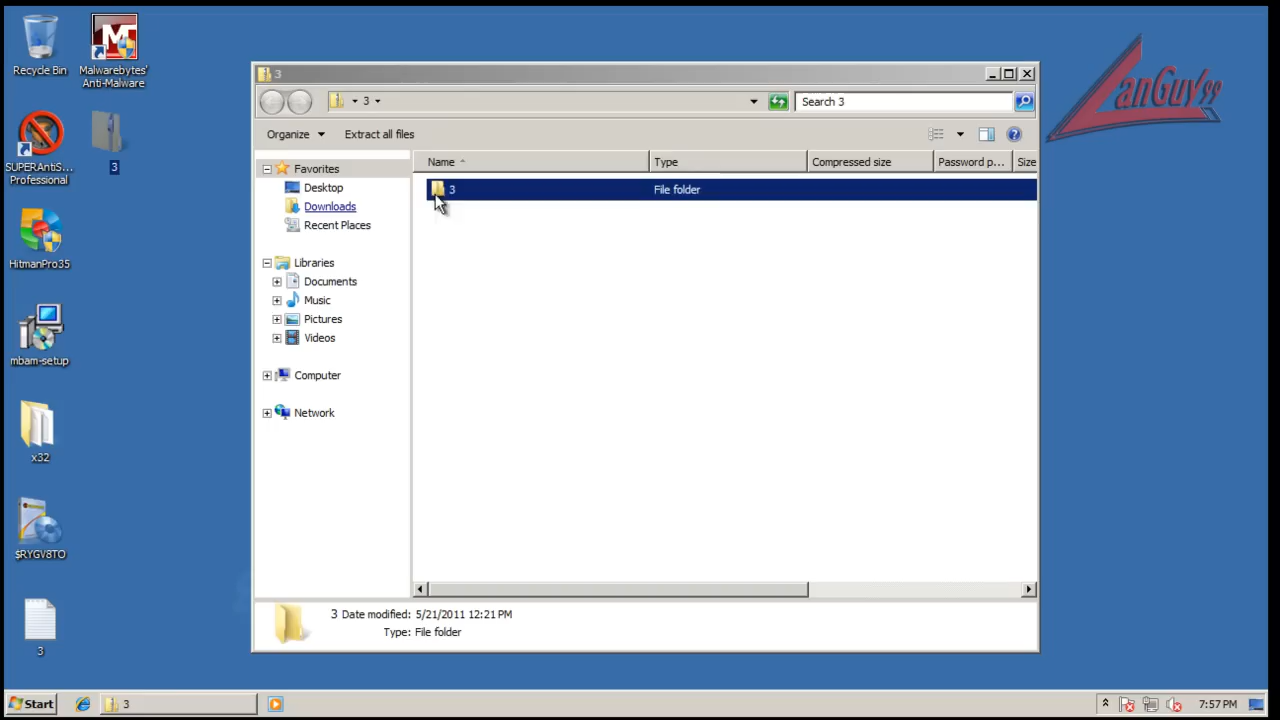 Recycle Bin
Malwarebytes'
Anti-Malware
SUPERAntiS...
Professional
3
HitmanPro35
mbam-setup
x32
$RYGV8TO
3
3
3
Search 3
Organize
Extract all files
Name
Type
Compressed size
Password p...
Size
3
File folder
Favorites
Desktop
Downloads
Recent Places
Libraries
Documents
Music
Pictures
Videos
Computer
Network
3 Date modified: 5/21/2011 12:21 PM
Type: File folder
LanGuy99
Start
3
7:57 PM